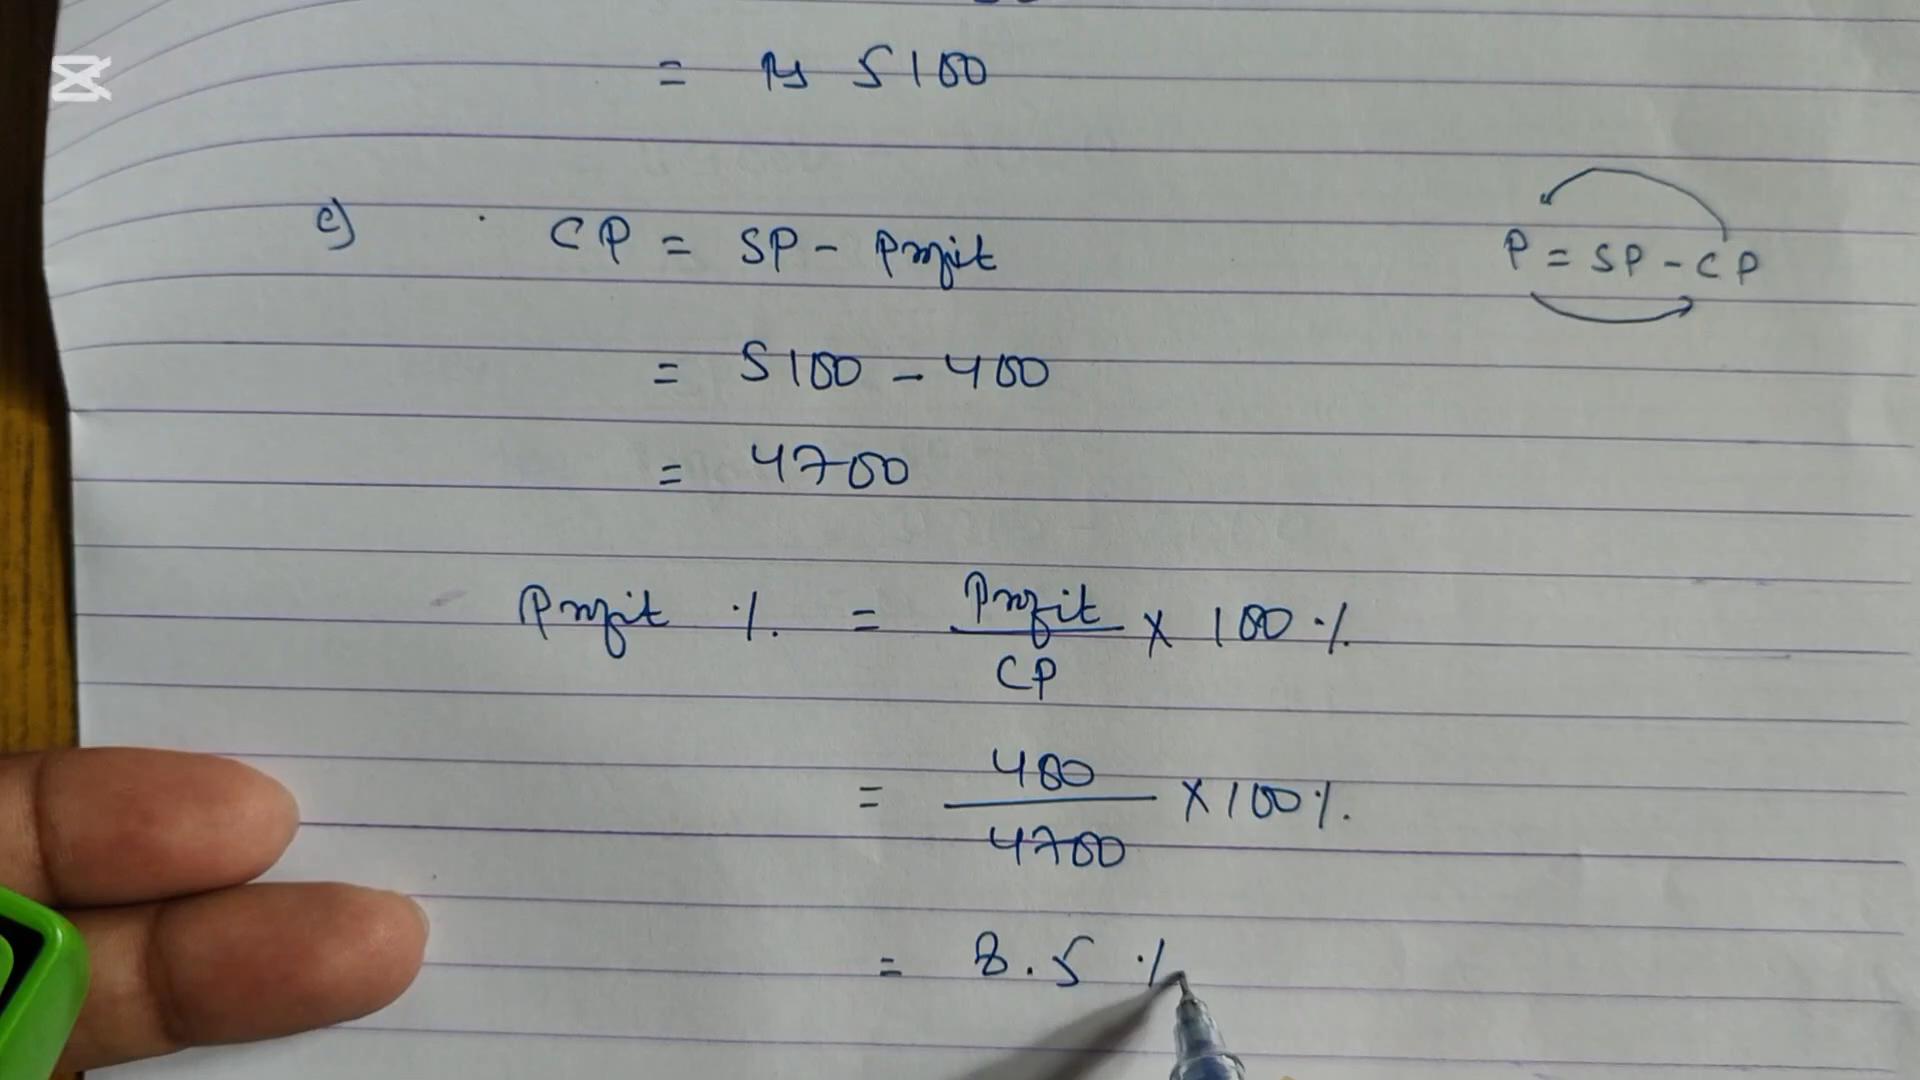 = Rs 5100
c) CP = SP - Profit
P = SP - CP
= 5100 - 400
= 4700
Profit % = Profit/CP × 100 %
= 400/4700 × 100%
= 8.5 %